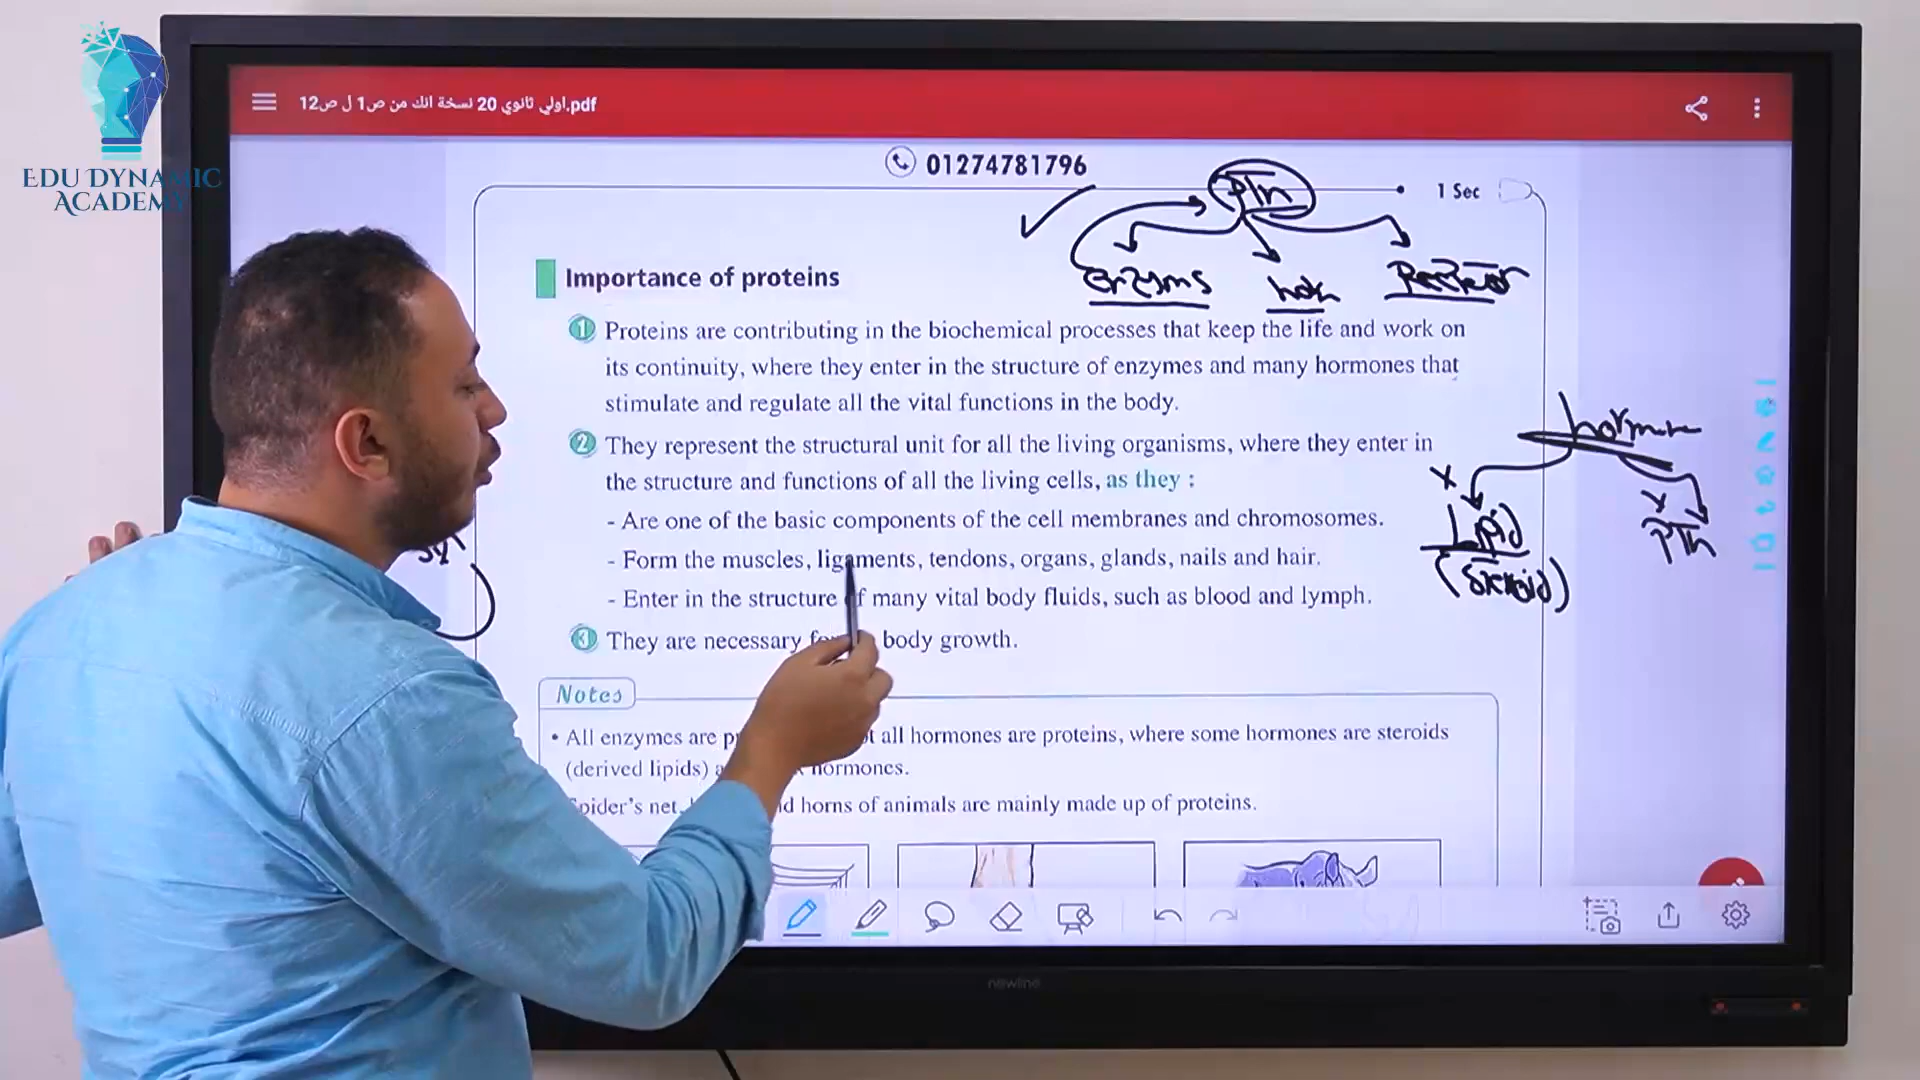 EDU DYNAMIC
ACADEMY
اولي ثانوي 20 نسخة انك من ص1 ل ص12.pdf
01274781796
1 Sec
Ptn
enzyms
Importance of proteins
1 Proteins are contributing in the biochemical processes that keep the life and work on
its continuity, where they enter in the structure of enzymes and many hormones that
stimulate and regulate all the vital functions in the body.
hormone
2 They represent the structural unit for all the living organisms, where they enter in
the structure and functions of all the living cells, as they :
x
Lipid
(Steroid)
x
Ptn
- Are one of the basic components of the cell membranes and chromosomes.
- Form the muscles, ligaments, tendons, organs, glands, nails and hair.
- Enter in the structure of many vital body fluids, such as blood and lymph.
3 They are necessary body growth.
Notes
• All enzymes are all hormones are proteins, where some hormones are steroids
(derived lipids) hormones.
net, horns of animals are mainly made up of proteins.
newline